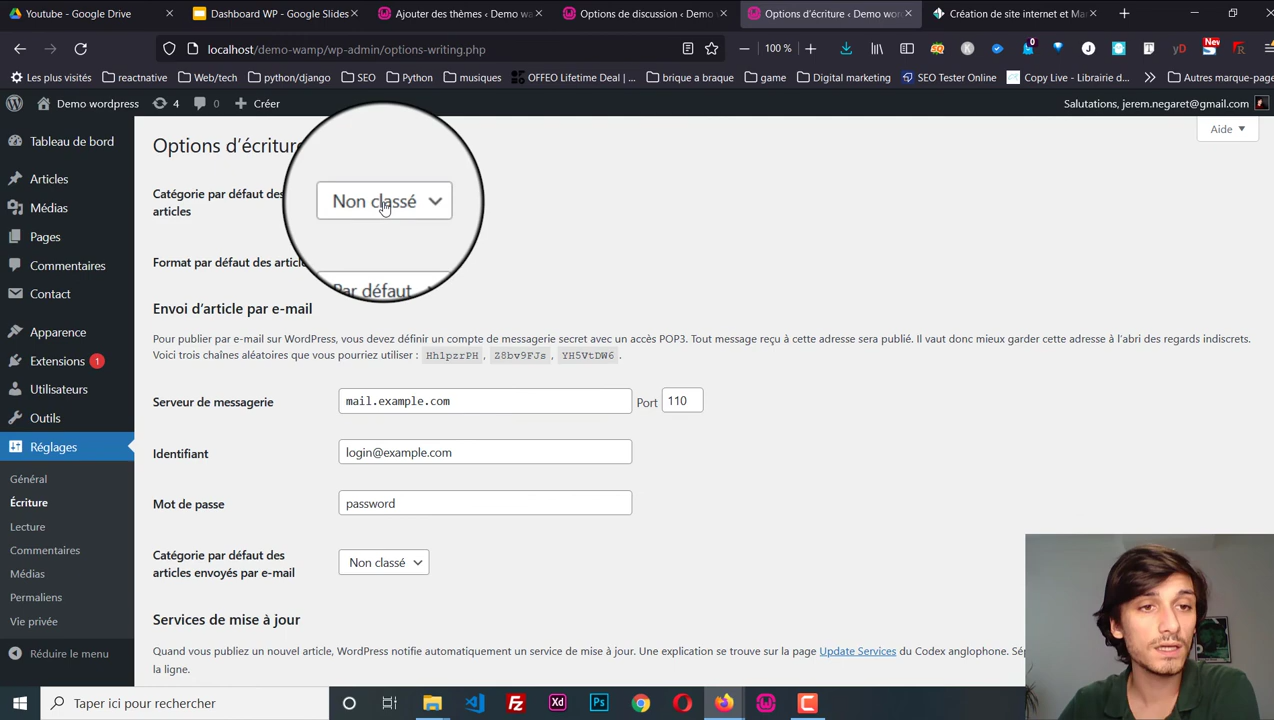 Youtube - Google Drive
Dashboard WP - Google Slides
Ajouter des thèmes ‹ Demo w
Options de discussion ‹ Demo
Options d'écriture ‹ Demo wor
Création de site internet et Ma
localhost/demo-wamp/wp-admin/options-writing.php
100 %
0
New
Les plus visités
reactnative
Web/tech
python/django
SEO
Python
musiques
OFFEO Lifetime Deal | ...
brique a braque
game
Digital marketing
SEO Tester Online
Copy Live - Librairie d...
Autres marque-page
Demo wordpress
4
0
Créer
Salutations, jerem.negaret@gmail.com
Tableau de bord
Articles
Médias
Pages
Commentaires
Contact
Apparence
Extensions 1
Utilisateurs
Outils
Réglages
Général
Écriture
Lecture
Commentaires
Médias
Permaliens
Vie privée
Réduire le menu
Aide
Options d'écriture
Catégorie par défaut des
articles
Non classé
Format par défaut des article
Par défaut
Envoi d'article par e-mail
Pour publier par e-mail sur WordPress, vous devez définir un compte de messagerie secret avec un accès POP3. Tout message reçu à cette adresse sera publié. Il vaut donc mieux garder cette adresse à l'abri des regards indiscrets.
Voici trois chaînes aléatoires que vous pourriez utiliser : Hh1pzrPH, Z8bv9FJs, YH5VtDW6.
Serveur de messagerie
mail.example.com
Port 110
Identifiant
login@example.com
Mot de passe
password
Catégorie par défaut des
articles envoyés par e-mail
Non classé
Services de mise à jour
Quand vous publiez un nouvel article, WordPress notifie automatiquement un service de mise à jour. Une explication se trouve sur la page Update Services du Codex anglophone. Sép
la ligne.
Taper ici pour rechercher
Xd
Ps